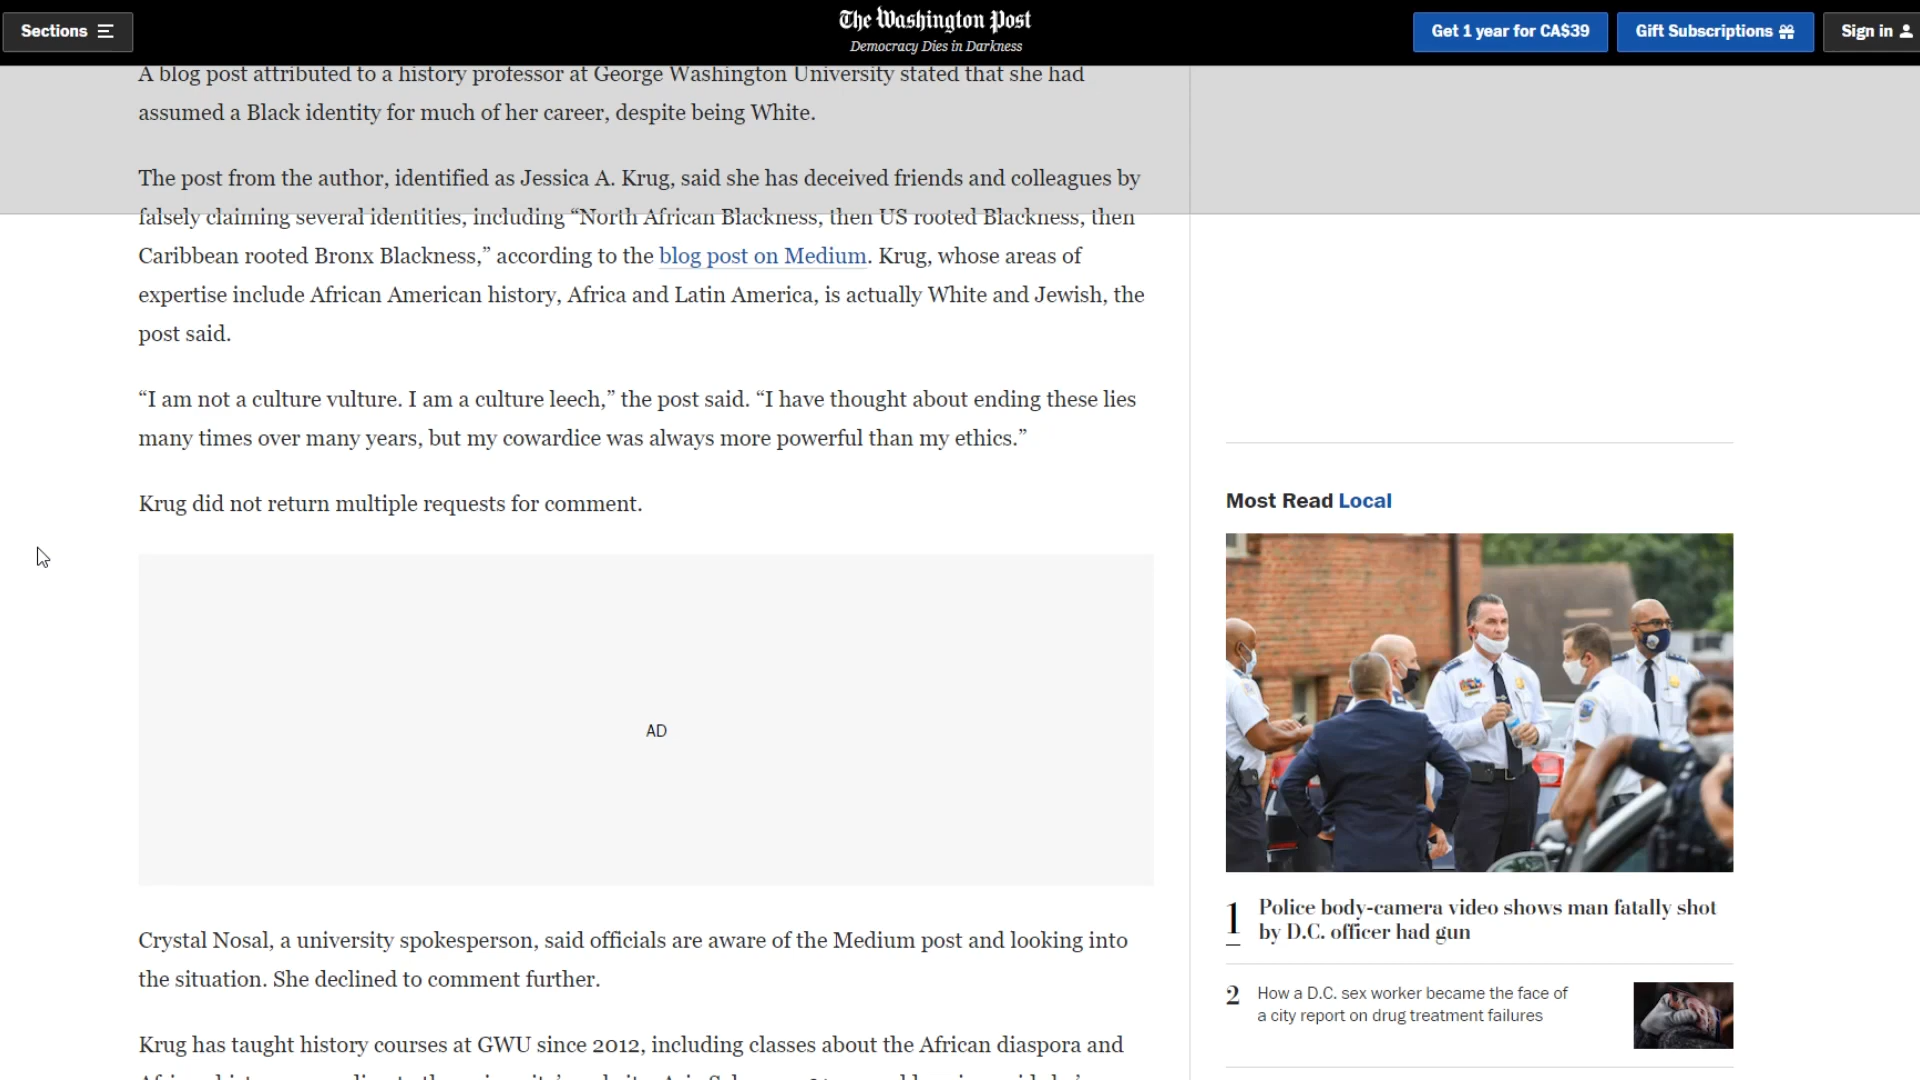 Sections
The Washington Post
Democracy Dies in Darkness
Get 1 year for CA$39
Gift Subscriptions
Sign in
A blog post attributed to a history professor at George Washington University stated that she had
assumed a Black identity for much of her career, despite being White.
The post from the author, identified as Jessica A. Krug, said she has deceived friends and colleagues by
falsely claiming several identities, including “North African Blackness, then US rooted Blackness, then
Caribbean rooted Bronx Blackness,” according to the blog post on Medium. Krug, whose areas of
expertise include African American history, Africa and Latin America, is actually White and Jewish, the
post said.
“I am not a culture vulture. I am a culture leech,” the post said. “I have thought about ending these lies
many times over many years, but my cowardice was always more powerful than my ethics.”
Krug did not return multiple requests for comment.
AD
Crystal Nosal, a university spokesperson, said officials are aware of the Medium post and looking into
the situation. She declined to comment further.
Krug has taught history courses at GWU since 2012, including classes about the African diaspora and
Most Read Local
1 Police body-camera video shows man fatally shot
by D.C. officer had gun
2 How a D.C. sex worker became the face of
a city report on drug treatment failures